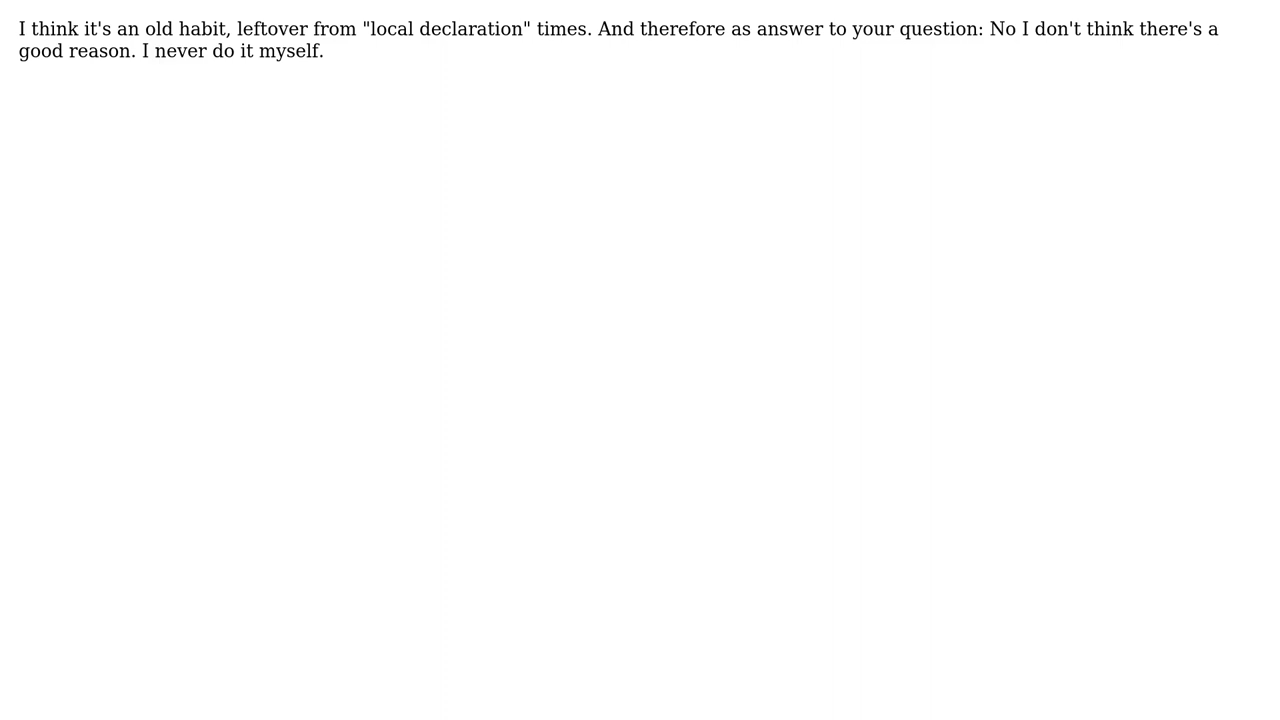 I think it's an old habit, leftover from "local declaration" times. And therefore as answer to your question: No I don't think there's a
good reason. I never do it myself.